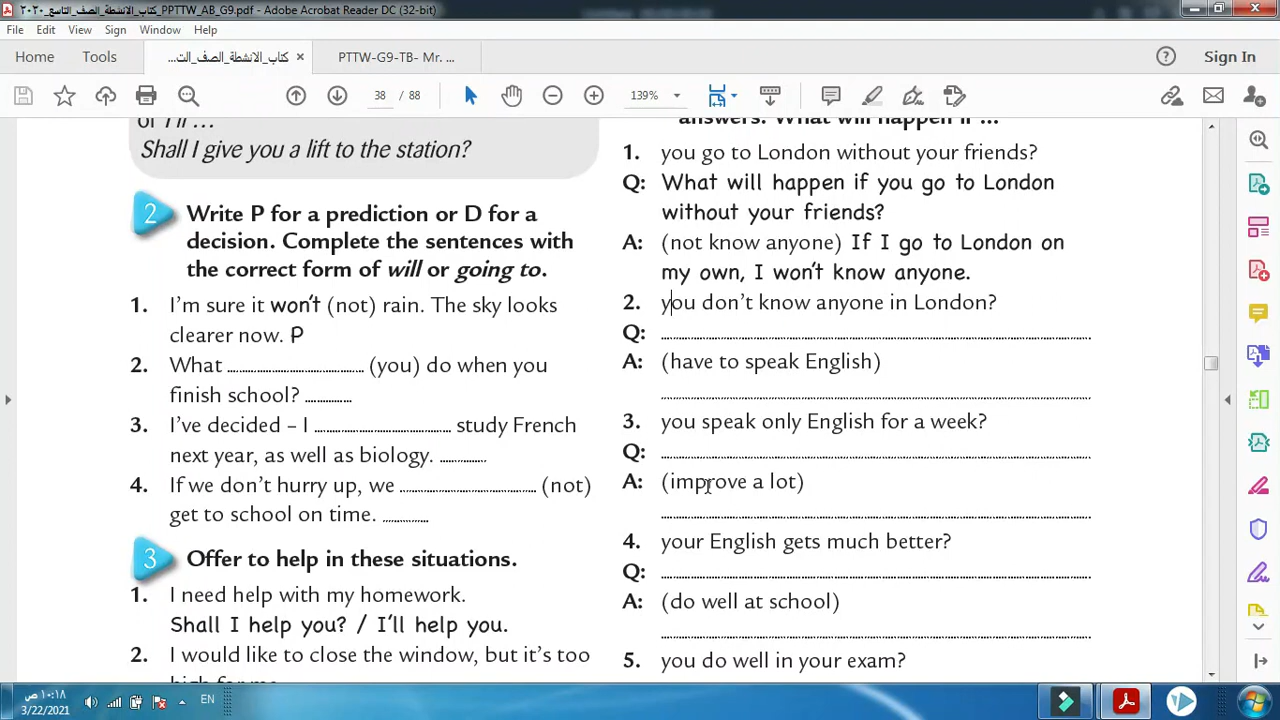 كتاب_الانشطة_الصف_التاسع_٢٠٢٠_PPTTW_AB_G9.pdf - Adobe Acrobat Reader DC (32-bit)
File Edit View Sign Window Help
Home Tools كتاب_الانشطة_الصف_الت... × PTTW-G9-TB- Mr. ... Sign In
38 / 88 139%
or I'll ...
Shall I give you a lift to the station?
2 Write P for a prediction or D for a
decision. Complete the sentences with
the correct form of will or going to.
1. I'm sure it won't (not) rain. The sky looks
clearer now. P
2. What ........ (you) do when you
finish school? ........
3. I've decided – I ........ study French
next year, as well as biology. ........
4. If we don't hurry up, we ........ (not)
get to school on time. ........
3 Offer to help in these situations.
1. I need help with my homework.
Shall I help you? / I'll help you.
2. I would like to close the window, but it's too
high for me.
answers. What will happen if ...
1. you go to London without your friends?
Q: What will happen if you go to London
without your friends?
A: (not know anyone) If I go to London on
my own, I won't know anyone.
2. you don't know anyone in London?
Q: ........
A: (have to speak English)
........
3. you speak only English for a week?
Q: ........
A: (improve a lot)
........
4. your English gets much better?
Q: ........
A: (do well at school)
........
5. you do well in your exam?
EN
١٠:١٨ ص
3/22/2021